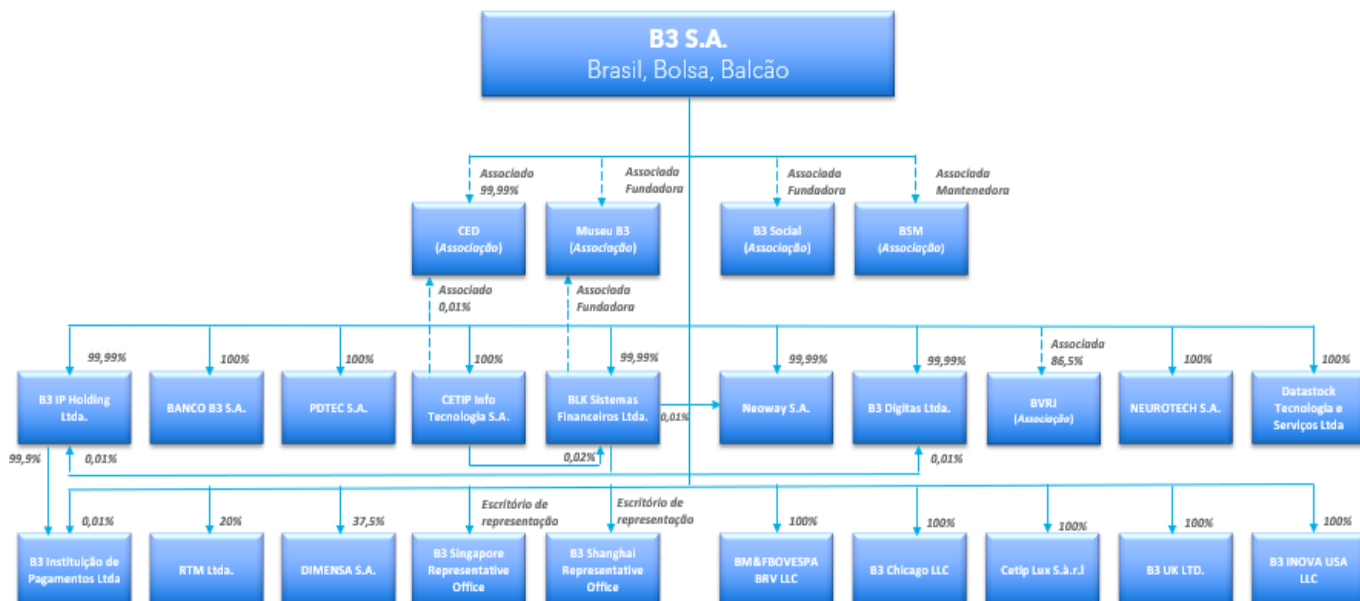 B3 S.A.
Brasil, Bolsa, Balcão
Associado
99,99%
Associada
Fundadora
Associada
Fundadora
Associada
Mantenedora
CED
(Associação)
Museu B3
(Associação)
B3 Social
(Associação)
BSM
(Associação)
Associado
0,01%
Associada
Fundadora
99,99%
100%
100%
100%
99,99%
99,99%
99,99%
Associada
86,5%
100%
100%
B3 IP Holding
Ltda.
BANCO B3 S.A.
PDTEC S.A.
CETIP Info
Tecnologia S.A.
BLK Sistemas
Financeiros Ltda.
0,01%
Neoway S.A.
B3 Digitas Ltda.
BVRJ
(Associação)
NEUROTECH S.A.
Datastock
Tecnologia e
Serviços Ltda
99,9%
0,01%
0,02%
0,01%
0,01%
20%
37,5%
Escritório de
representação
Escritório de
representação
100%
100%
100%
100%
100%
B3 Instituição de
Pagamentos Ltda
RTM Ltda.
DIMENSA S.A.
B3 Singapore
Representative
Office
B3 Shanghai
Representative
Office
BM&FBOVESPA
BRV LLC
B3 Chicago LLC
Cetip Lux S.à.r.l
B3 UK LTD.
B3 INOVA USA
LLC